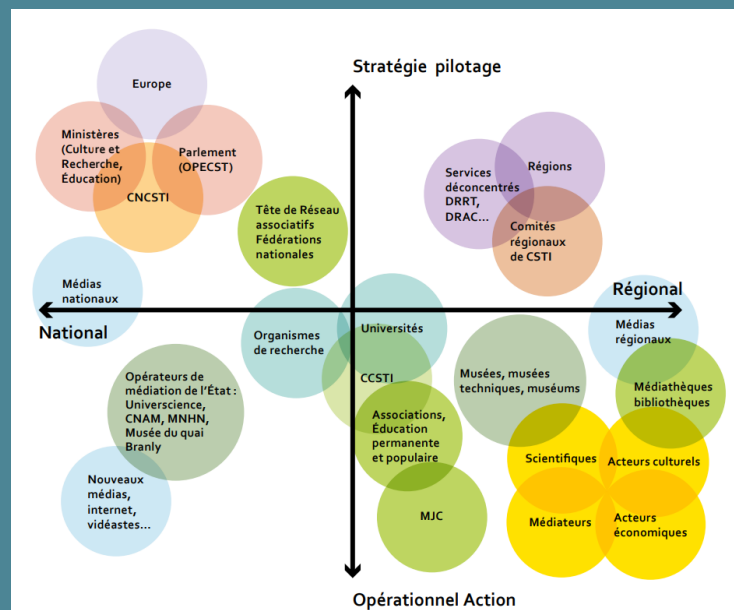 Stratégie pilotage
Europe
Ministères
(Culture et
Recherche,
Éducation)
Parlement
(OPECST)
CNCSTI
Services
déconcentrés
DRRT,
DRAC...
Régions
Comités
régionaux
de CSTI
Tête de Réseau
associatifs
Fédérations
nationales
Médias
nationaux
Régional
National
Organismes
de recherche
Universités
Médias
régionaux
CCSTI
Musées, musées
techniques, muséums
Médiathèques
bibliothèques
Opérateurs de
médiation de l'État :
Universcience,
CNAM, MNHN,
Musée du quai
Branly
Associations,
Éducation
permanente
et populaire
Scientifiques
Acteurs culturels
Nouveaux
médias,
internet,
vidéastes...
MJC
Médiateurs
Acteurs
économiques
Opérationnel Action